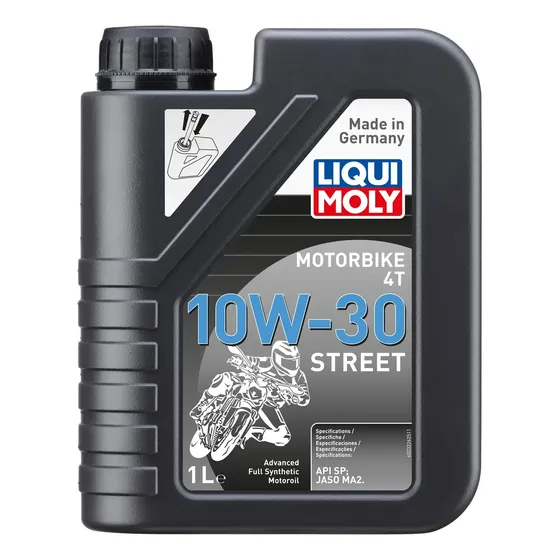 Made in
Germany
LIQUI
MOLY
MOTORBIKE
4T
10W-30
STREET
Specifications /
Spezifische /
Especificaciones /
Especificações /
Spécifications:
API SP;
JASO MA2.
Advanced
Full Synthetic
Motoroil
1L e